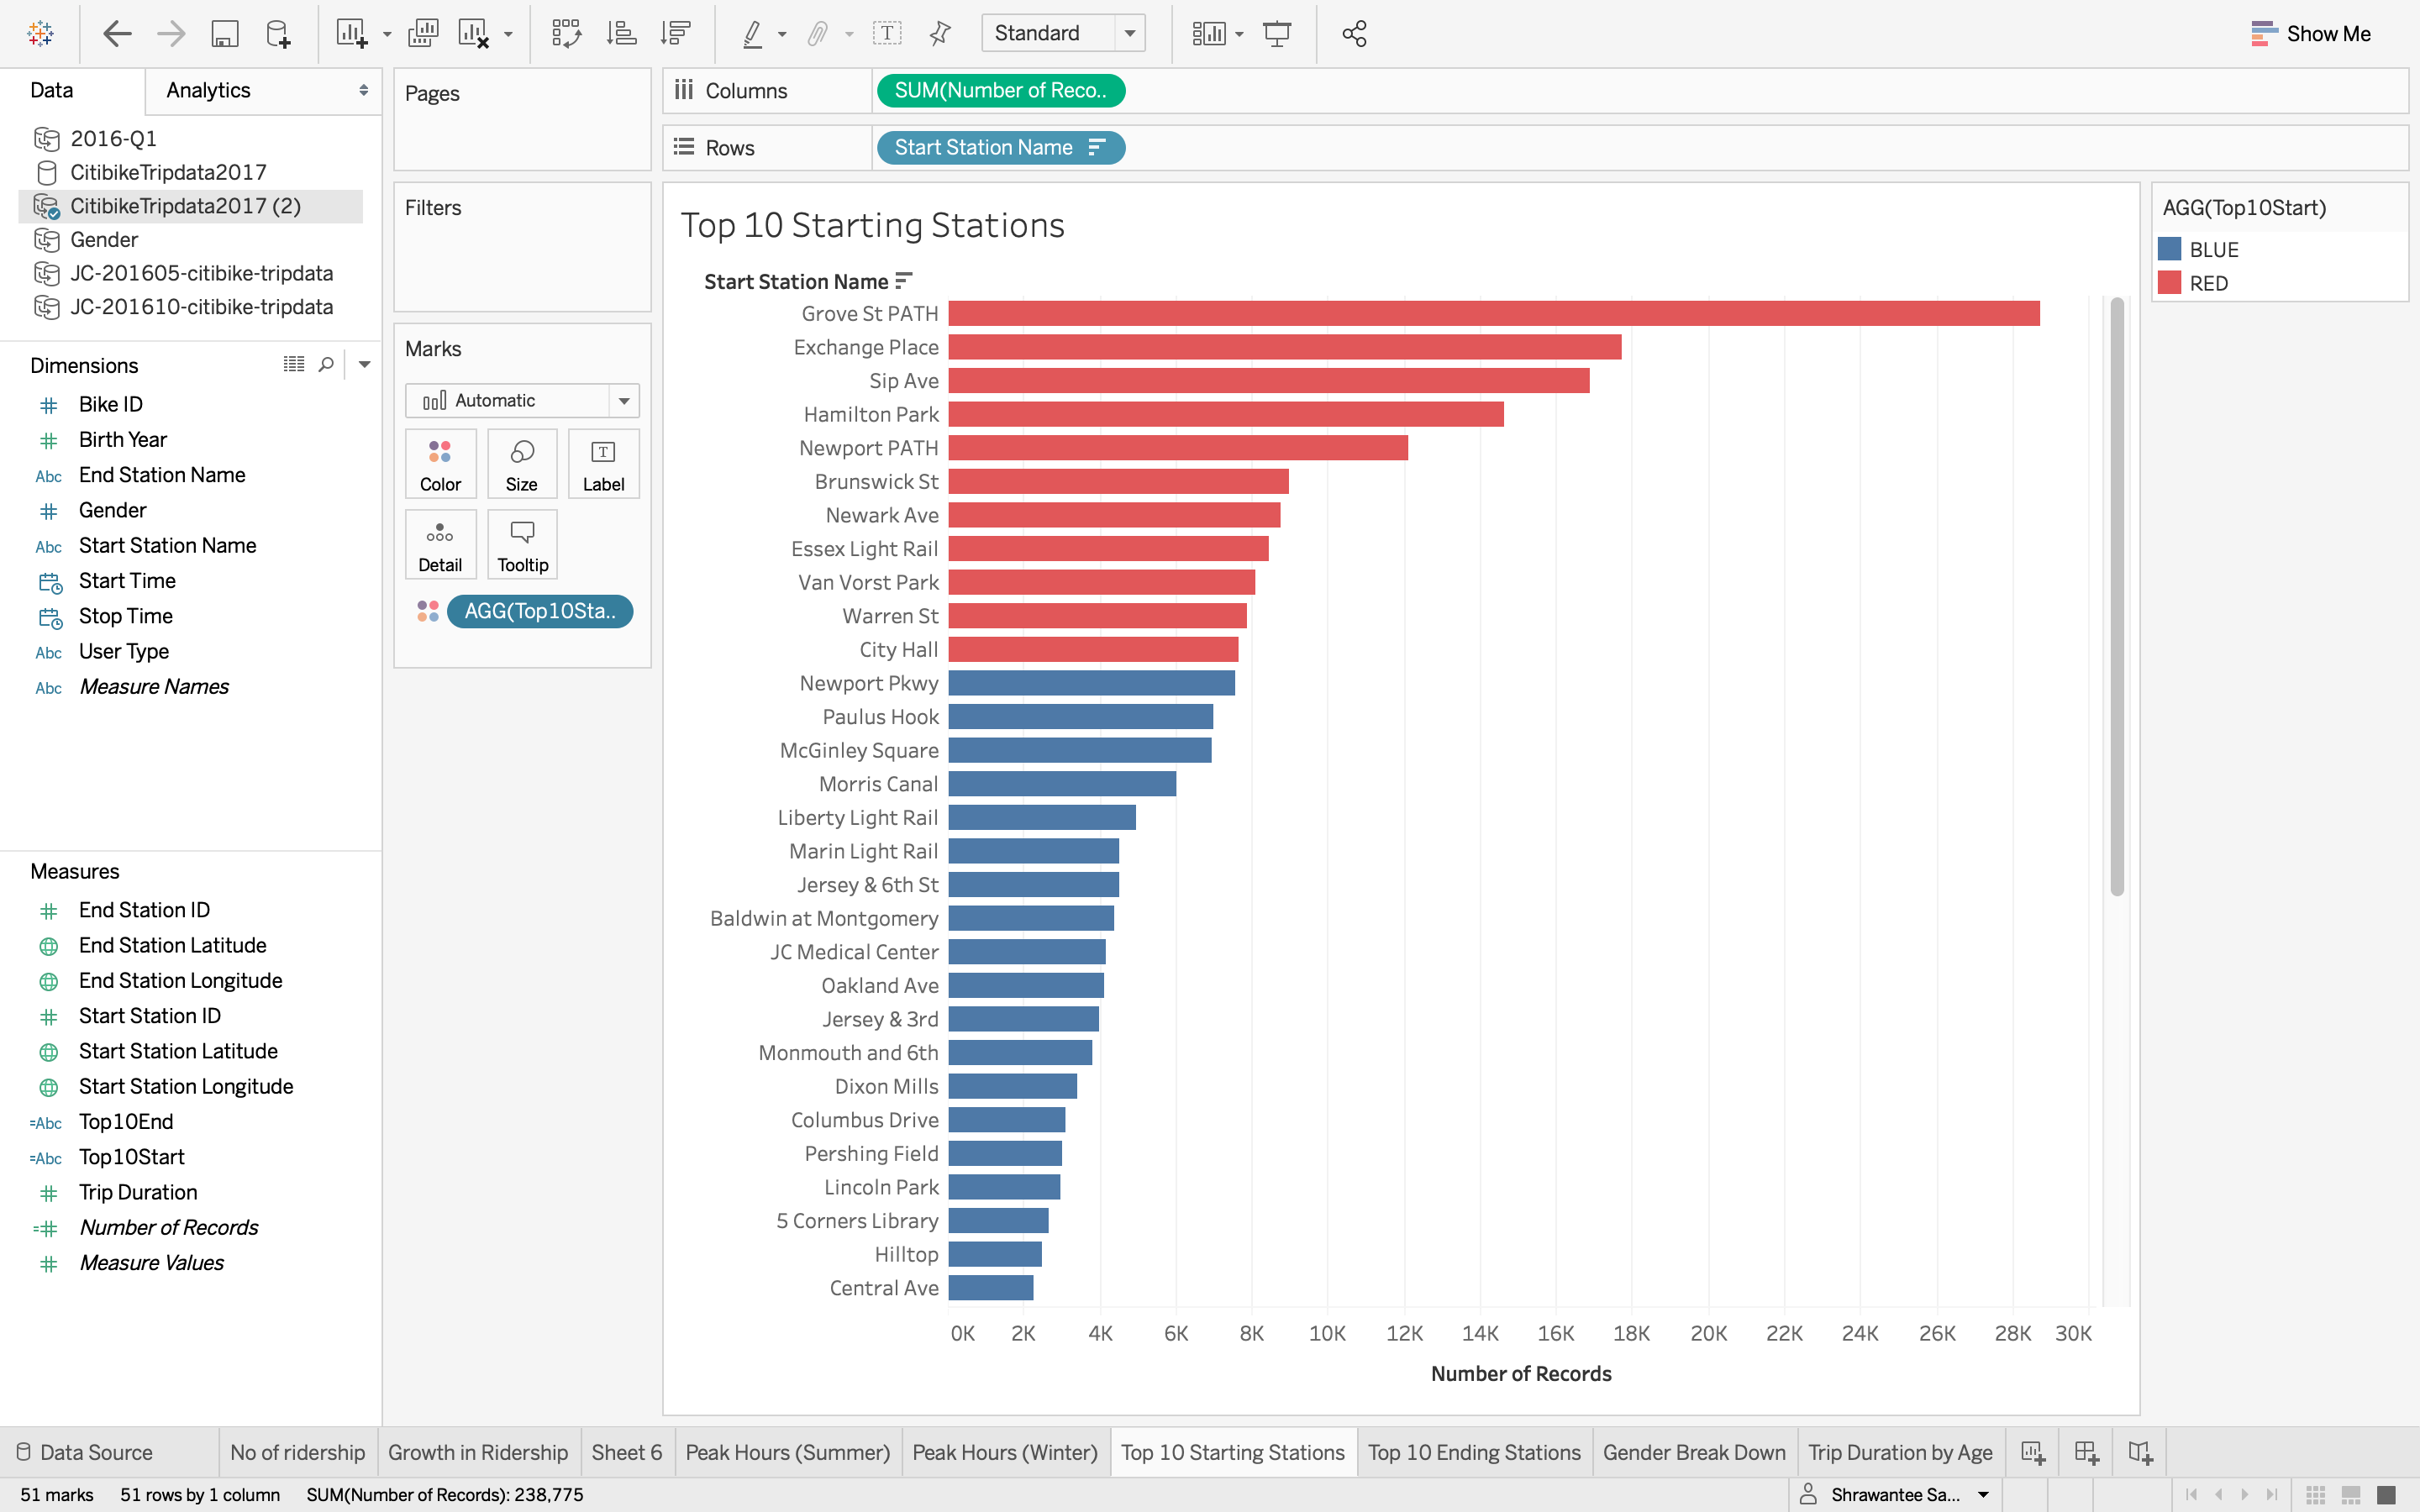 Standard
Show Me
Data
Analytics
2016-Q1
CitibikeTripdata2017
CitibikeTripdata2017 (2)
Gender
JC-201605-citibike-tripdata
JC-201610-citibike-tripdata
Dimensions
# Bike ID
# Birth Year
Abc End Station Name
# Gender
Abc Start Station Name
Start Time
Stop Time
Abc User Type
Abc Measure Names
Measures
# End Station ID
End Station Latitude
End Station Longitude
# Start Station ID
Start Station Latitude
Start Station Longitude
=Abc Top10End
=Abc Top10Start
# Trip Duration
=# Number of Records
# Measure Values
Pages
Filters
Marks
Automatic
Color
Size
T
Label
Detail
Tooltip
AGG(Top10Sta..
Columns
SUM(Number of Reco..
Rows
Start Station Name
Top 10 Starting Stations
Start Station Name
Grove St PATH
Exchange Place
Sip Ave
Hamilton Park
Newport PATH
Brunswick St
Newark Ave
Essex Light Rail
Van Vorst Park
Warren St
City Hall
Newport Pkwy
Paulus Hook
McGinley Square
Morris Canal
Liberty Light Rail
Marin Light Rail
Jersey & 6th St
Baldwin at Montgomery
JC Medical Center
Oakland Ave
Jersey & 3rd
Monmouth and 6th
Dixon Mills
Columbus Drive
Pershing Field
Lincoln Park
5 Corners Library
Hilltop
Central Ave
0K 2K 4K 6K 8K 10K 12K 14K 16K 18K 20K 22K 24K 26K 28K 30K
Number of Records
AGG(Top10Start)
BLUE
RED
Data Source
No of ridership
Growth in Ridership
Sheet 6
Peak Hours (Summer)
Peak Hours (Winter)
Top 10 Starting Stations
Top 10 Ending Stations
Gender Break Down
Trip Duration by Age
51 marks
51 rows by 1 column
SUM(Number of Records): 238,775
Shrawantee Sa...